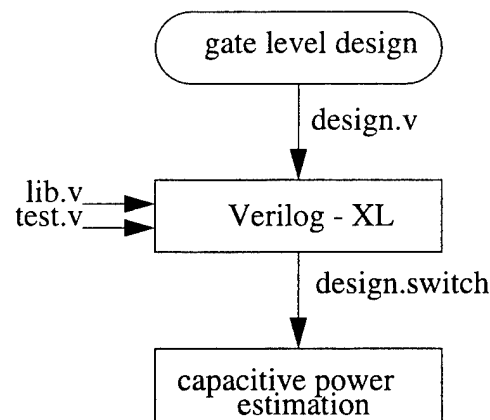 gate level design
design.v
lib.v
test.v
Verilog - XL
design.switch
capacitive power
estimation